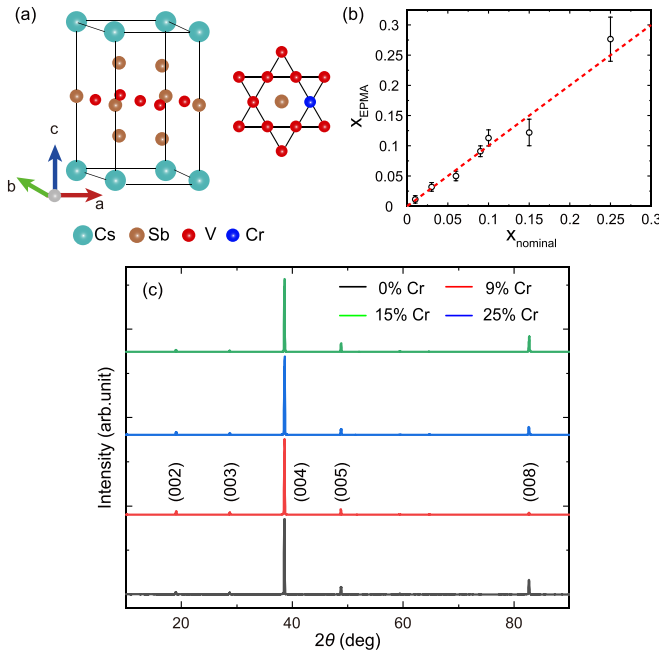 (a)
c
b
a
Cs Sb V Cr
(b)
0.3
0.25
0.2
0.15
0.1
0.05
0
X_EPMA
0 0.05 0.1 0.15 0.2 0.25 0.3
X_nominal
(c)
0% Cr 9% Cr
15% Cr 25% Cr
Intensity (arb.unit)
(002) (003) (004) (005) (008)
20 40 60 80
2θ (deg)